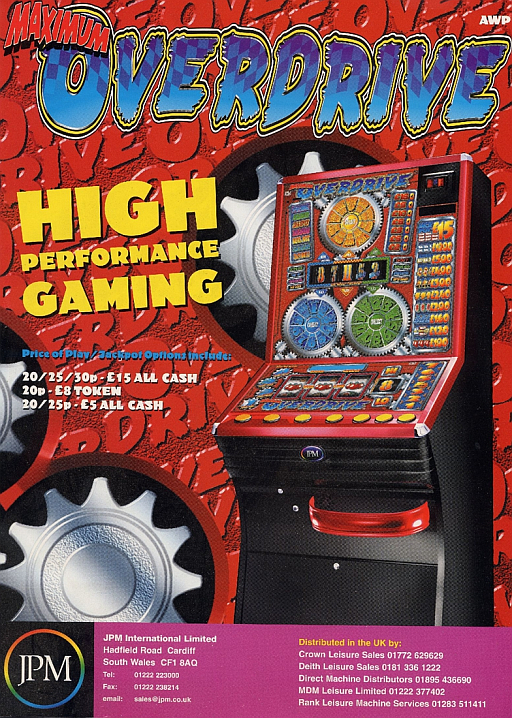 MAXIMUM
OVERDRIVE
AWP
HIGH
PERFORMANCE
GAMING
Price of Play / Jackpot Options Include:
20/25/30p - £15 ALL CASH
20p - £8 TOKEN
20/25p - £5 ALL CASH
OVERDRIVE
£15
OVERDRIVE
JPM
JPM
JPM International Limited
Hadfield Road Cardiff
South Wales CF1 8AQ
Tel: 01222 223000
Fax: 01222 238214
email: sales@jpm.co.uk
Distributed in the UK by:
Crown Leisure Sales 01772 629629
Deith Leisure Sales 0181 336 1222
Direct Machine Distributors 01895 436690
MDM Leisure Limited 01222 377402
Rank Leisure Machine Services 01283 511411